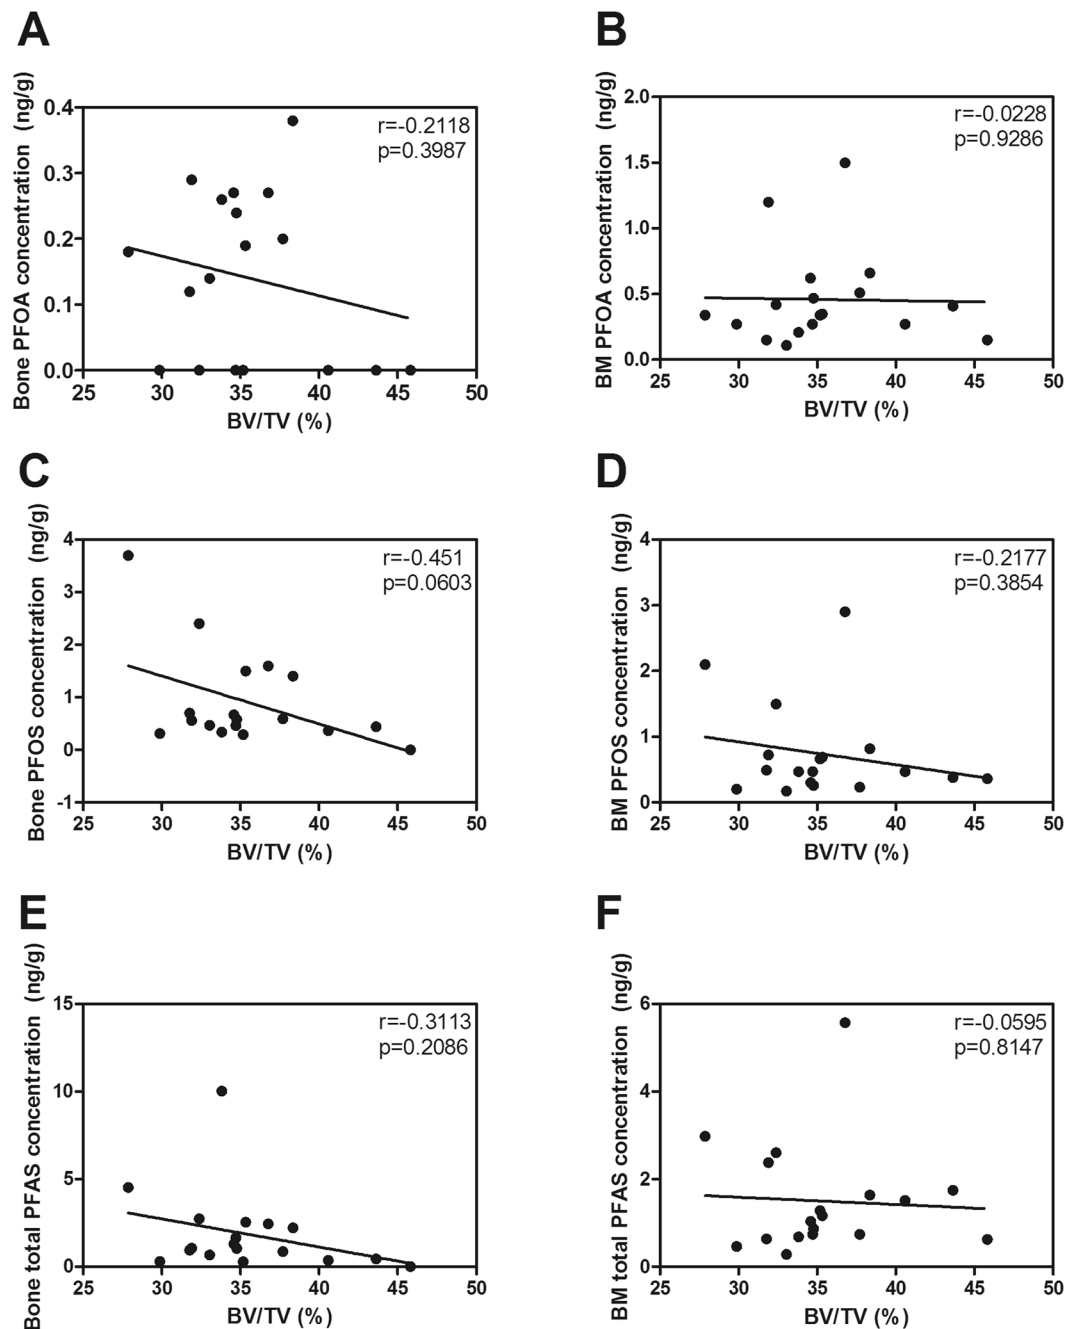 A
Bone PFOA concentration (ng/g)
0.4
0.3
0.2
0.1
0.0
r=-0.2118
p=0.3987
25 30 35 40 45 50
BV/TV (%)
B
BM PFOA concentration (ng/g)
2.0
1.5
1.0
0.5
0.0
r=-0.0228
p=0.9286
25 30 35 40 45 50
BV/TV (%)
C
Bone PFOS concentration (ng/g)
4
3
2
1
0
-1
r=-0.451
p=0.0603
25 30 35 40 45 50
BV/TV (%)
D
BM PFOS concentration (ng/g)
4
3
2
1
0
r=-0.2177
p=0.3854
25 30 35 40 45 50
BV/TV (%)
E
Bone total PFAS concentration (ng/g)
15
10
5
0
r=-0.3113
p=0.2086
25 30 35 40 45 50
BV/TV (%)
F
BM total PFAS concentration (ng/g)
6
4
2
0
r=-0.0595
p=0.8147
25 30 35 40 45 50
BV/TV (%)